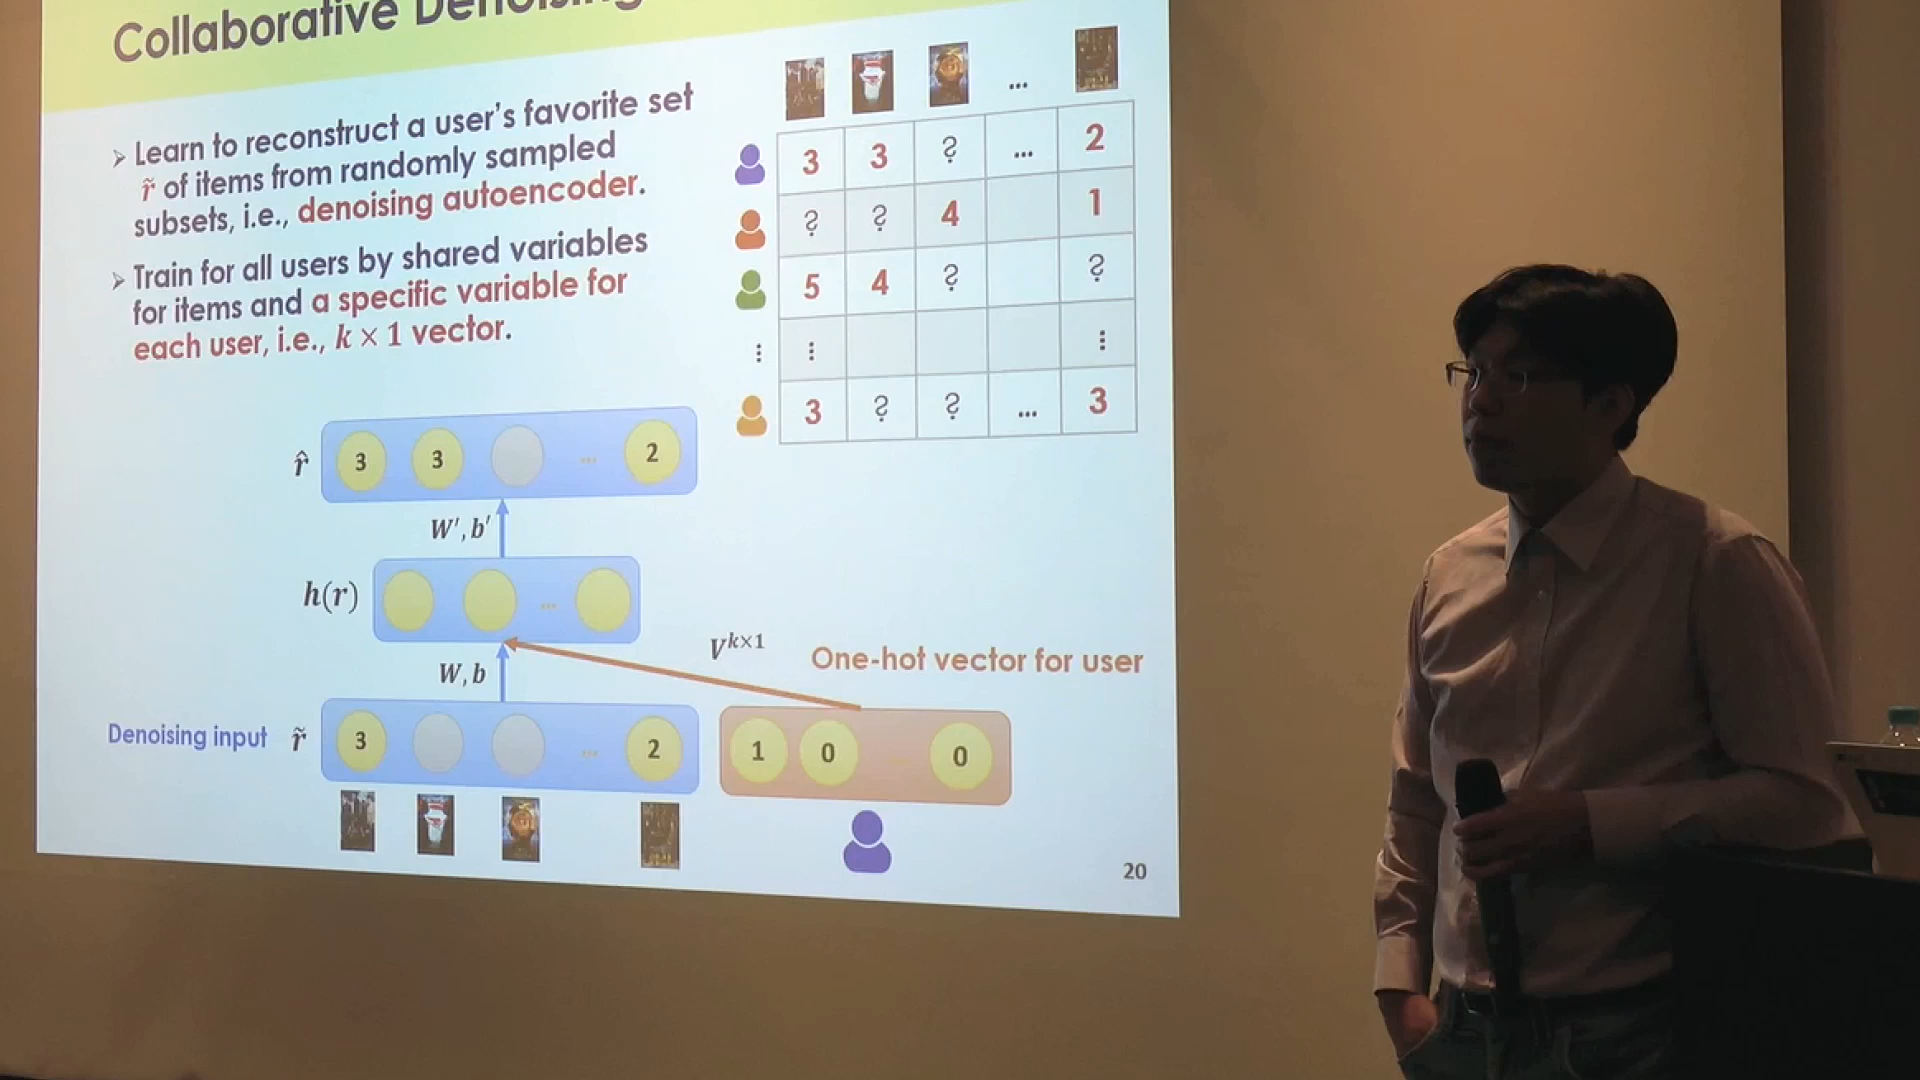 Collaborative Denoising
➢ Learn to reconstruct a user's favorite set
r̃ of items from randomly sampled
subsets, i.e., denoising autoencoder.
➢ Train for all users by shared variables
for items and a specific variable for
each user, i.e., k × 1 vector.
...
3 3 ? ... 2
? ? 4 1
5 4 ? ?
⋮ ⋮ ⋮
3 ? ? ... 3
r̂ 3 3 ... 2
W′, b′
h(r) ...
V^{k×1}
One-hot vector for user
W, b
Denoising input r̃ 3 ... 2
1 0 ... 0
20